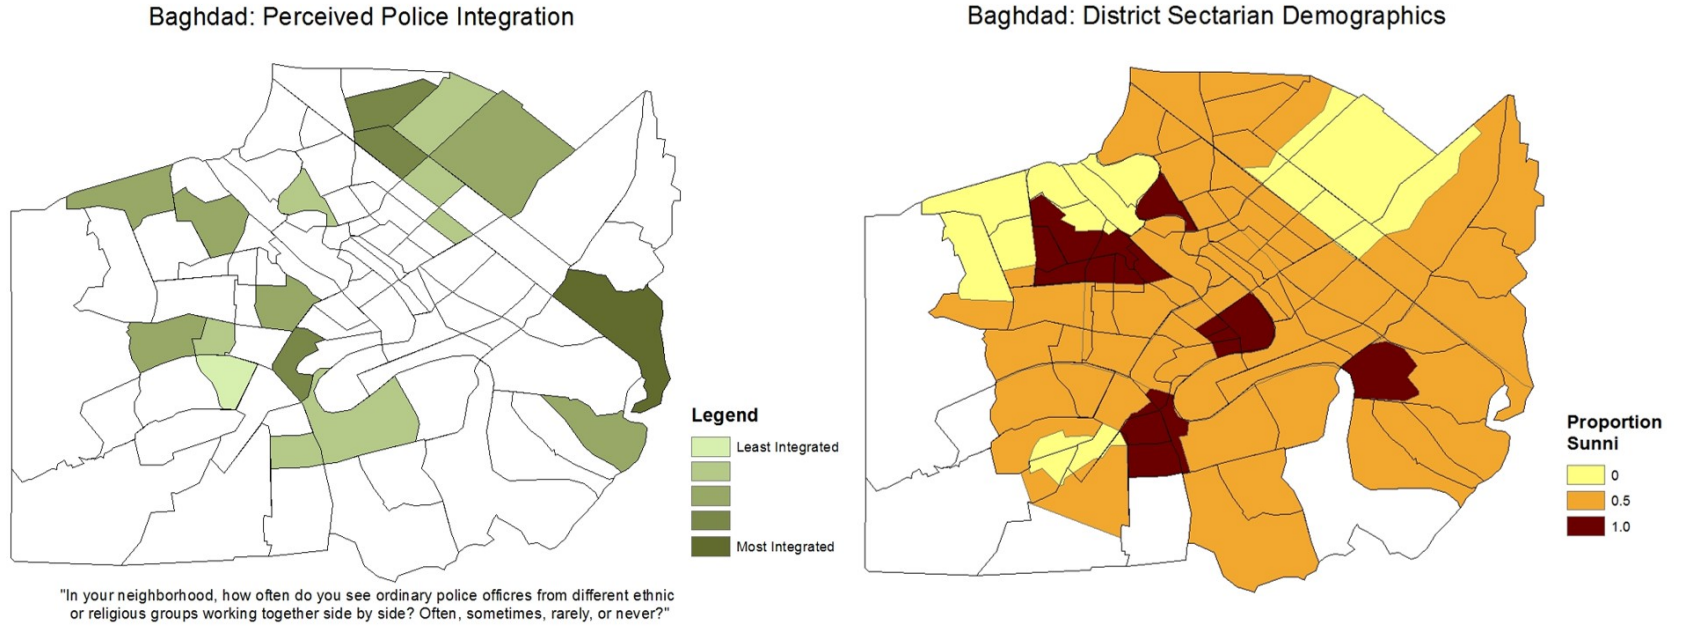 Baghdad: Perceived Police Integration
Baghdad: District Sectarian Demographics
Legend
Least Integrated
Most Integrated
Proportion
Sunni
0
0.5
1.0
"In your neighborhood, how often do you see ordinary police offícres from different ethnic
or religious groups working together side by side? Often, sometimes, rarely, or never?"